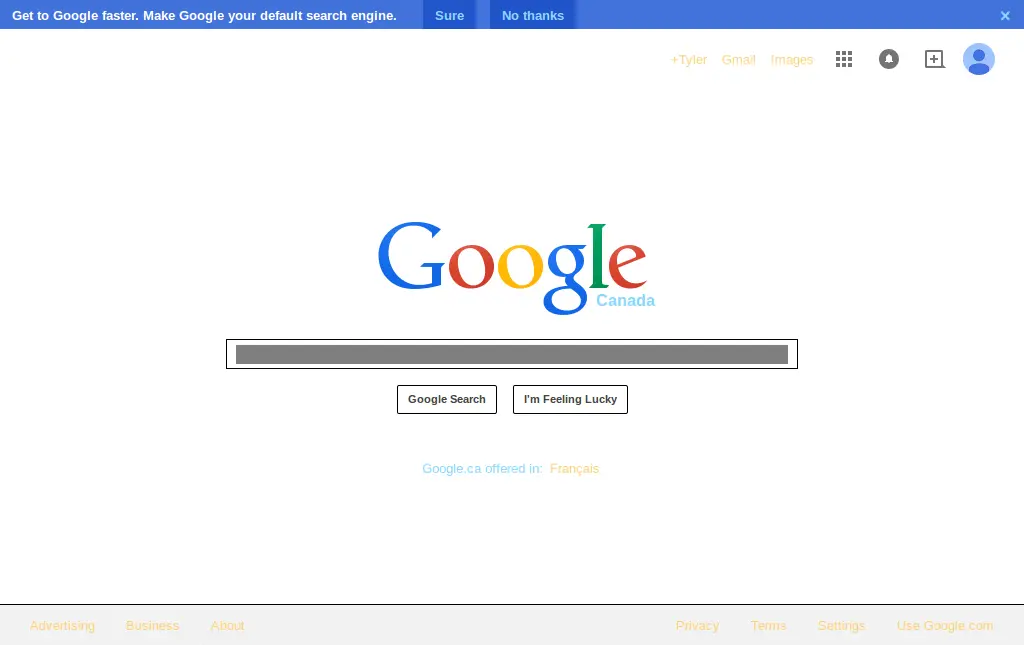 Get to Google faster. Make Google your default search engine. Sure No thanks ×
+Tyler Gmail Images
Google
Canada
Google Search I'm Feeling Lucky
Google.ca offered in: Français
Advertising Business About Privacy Terms Settings Use Google.com